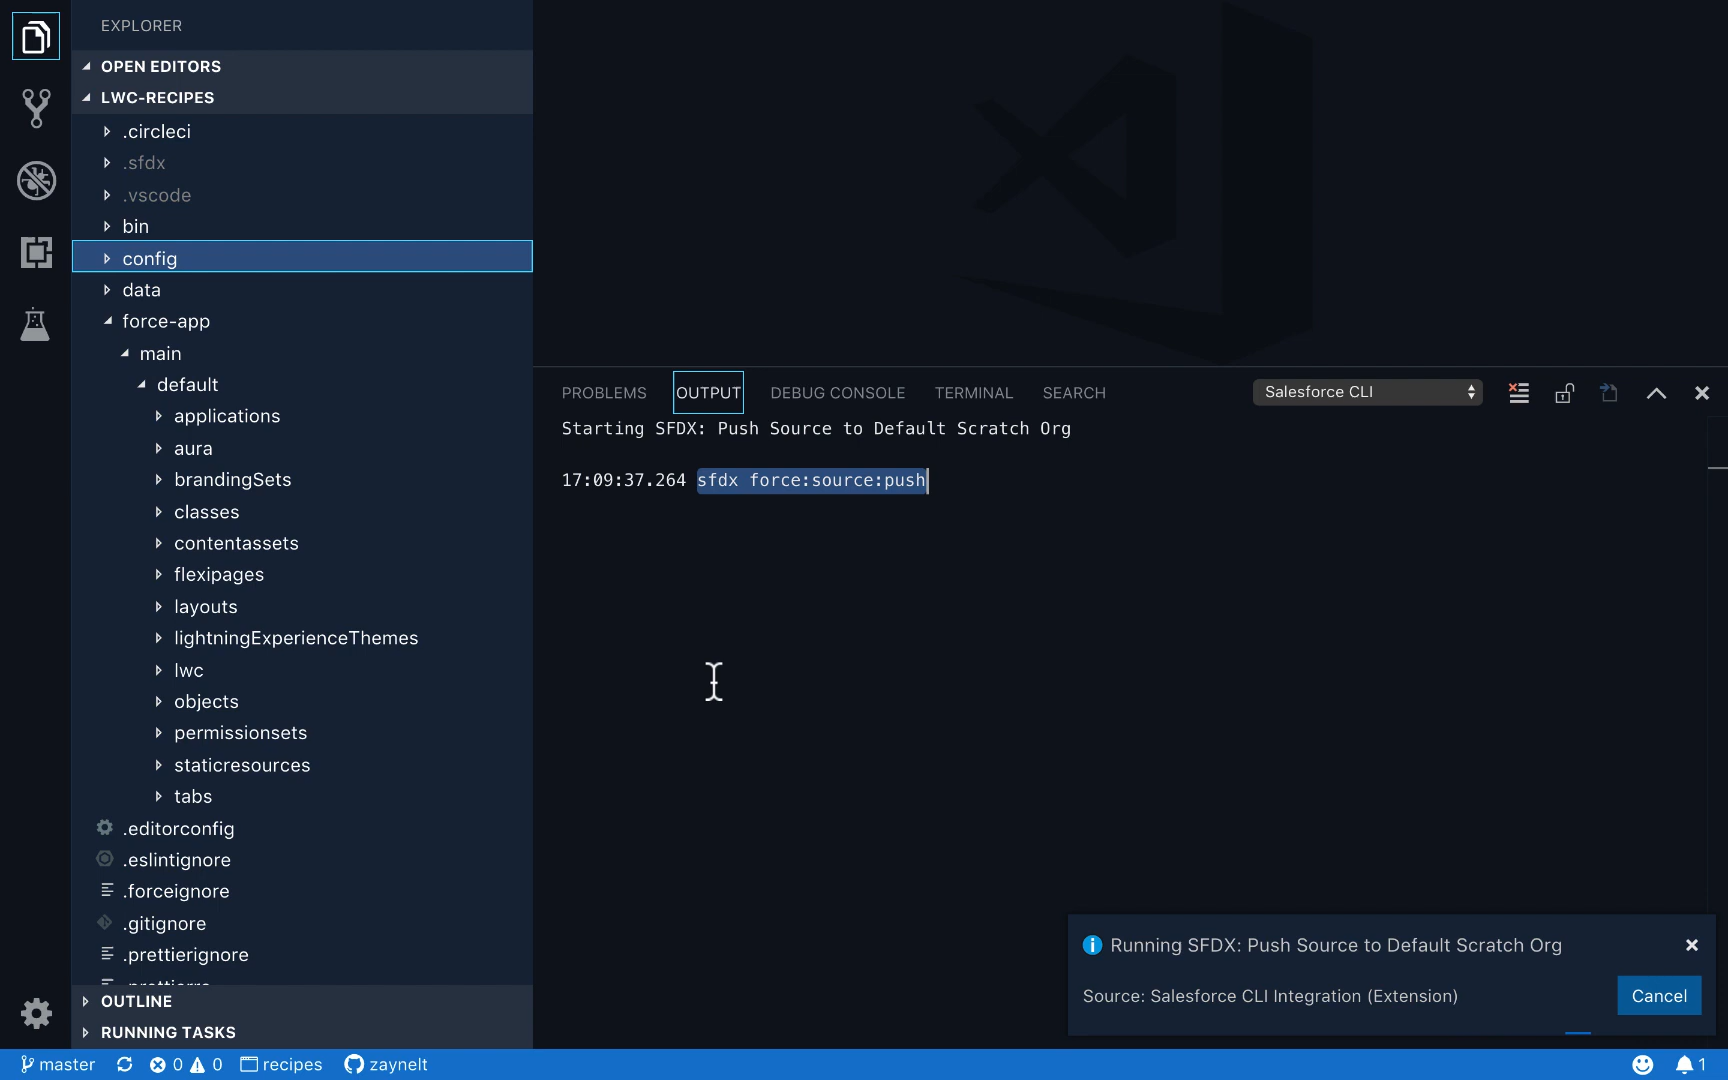 EXPLORER
OPEN EDITORS
LWC-RECIPES
.circleci
.sfdx
.vscode
bin
config
data
force-app
main
default
applications
aura
brandingSets
classes
contentassets
flexipages
layouts
lightningExperienceThemes
lwc
objects
permissionsets
staticresources
tabs
.editorconfig
.eslintignore
.forceignore
.gitignore
.prettierignore
OUTLINE
RUNNING TASKS
PROBLEMS OUTPUT DEBUG CONSOLE TERMINAL SEARCH Salesforce CLI
Starting SFDX: Push Source to Default Scratch Org
17:09:37.264 sfdx force:source:push
Running SFDX: Push Source to Default Scratch Org
Source: Salesforce CLI Integration (Extension) Cancel
master 0 0 recipes zaynelt 1